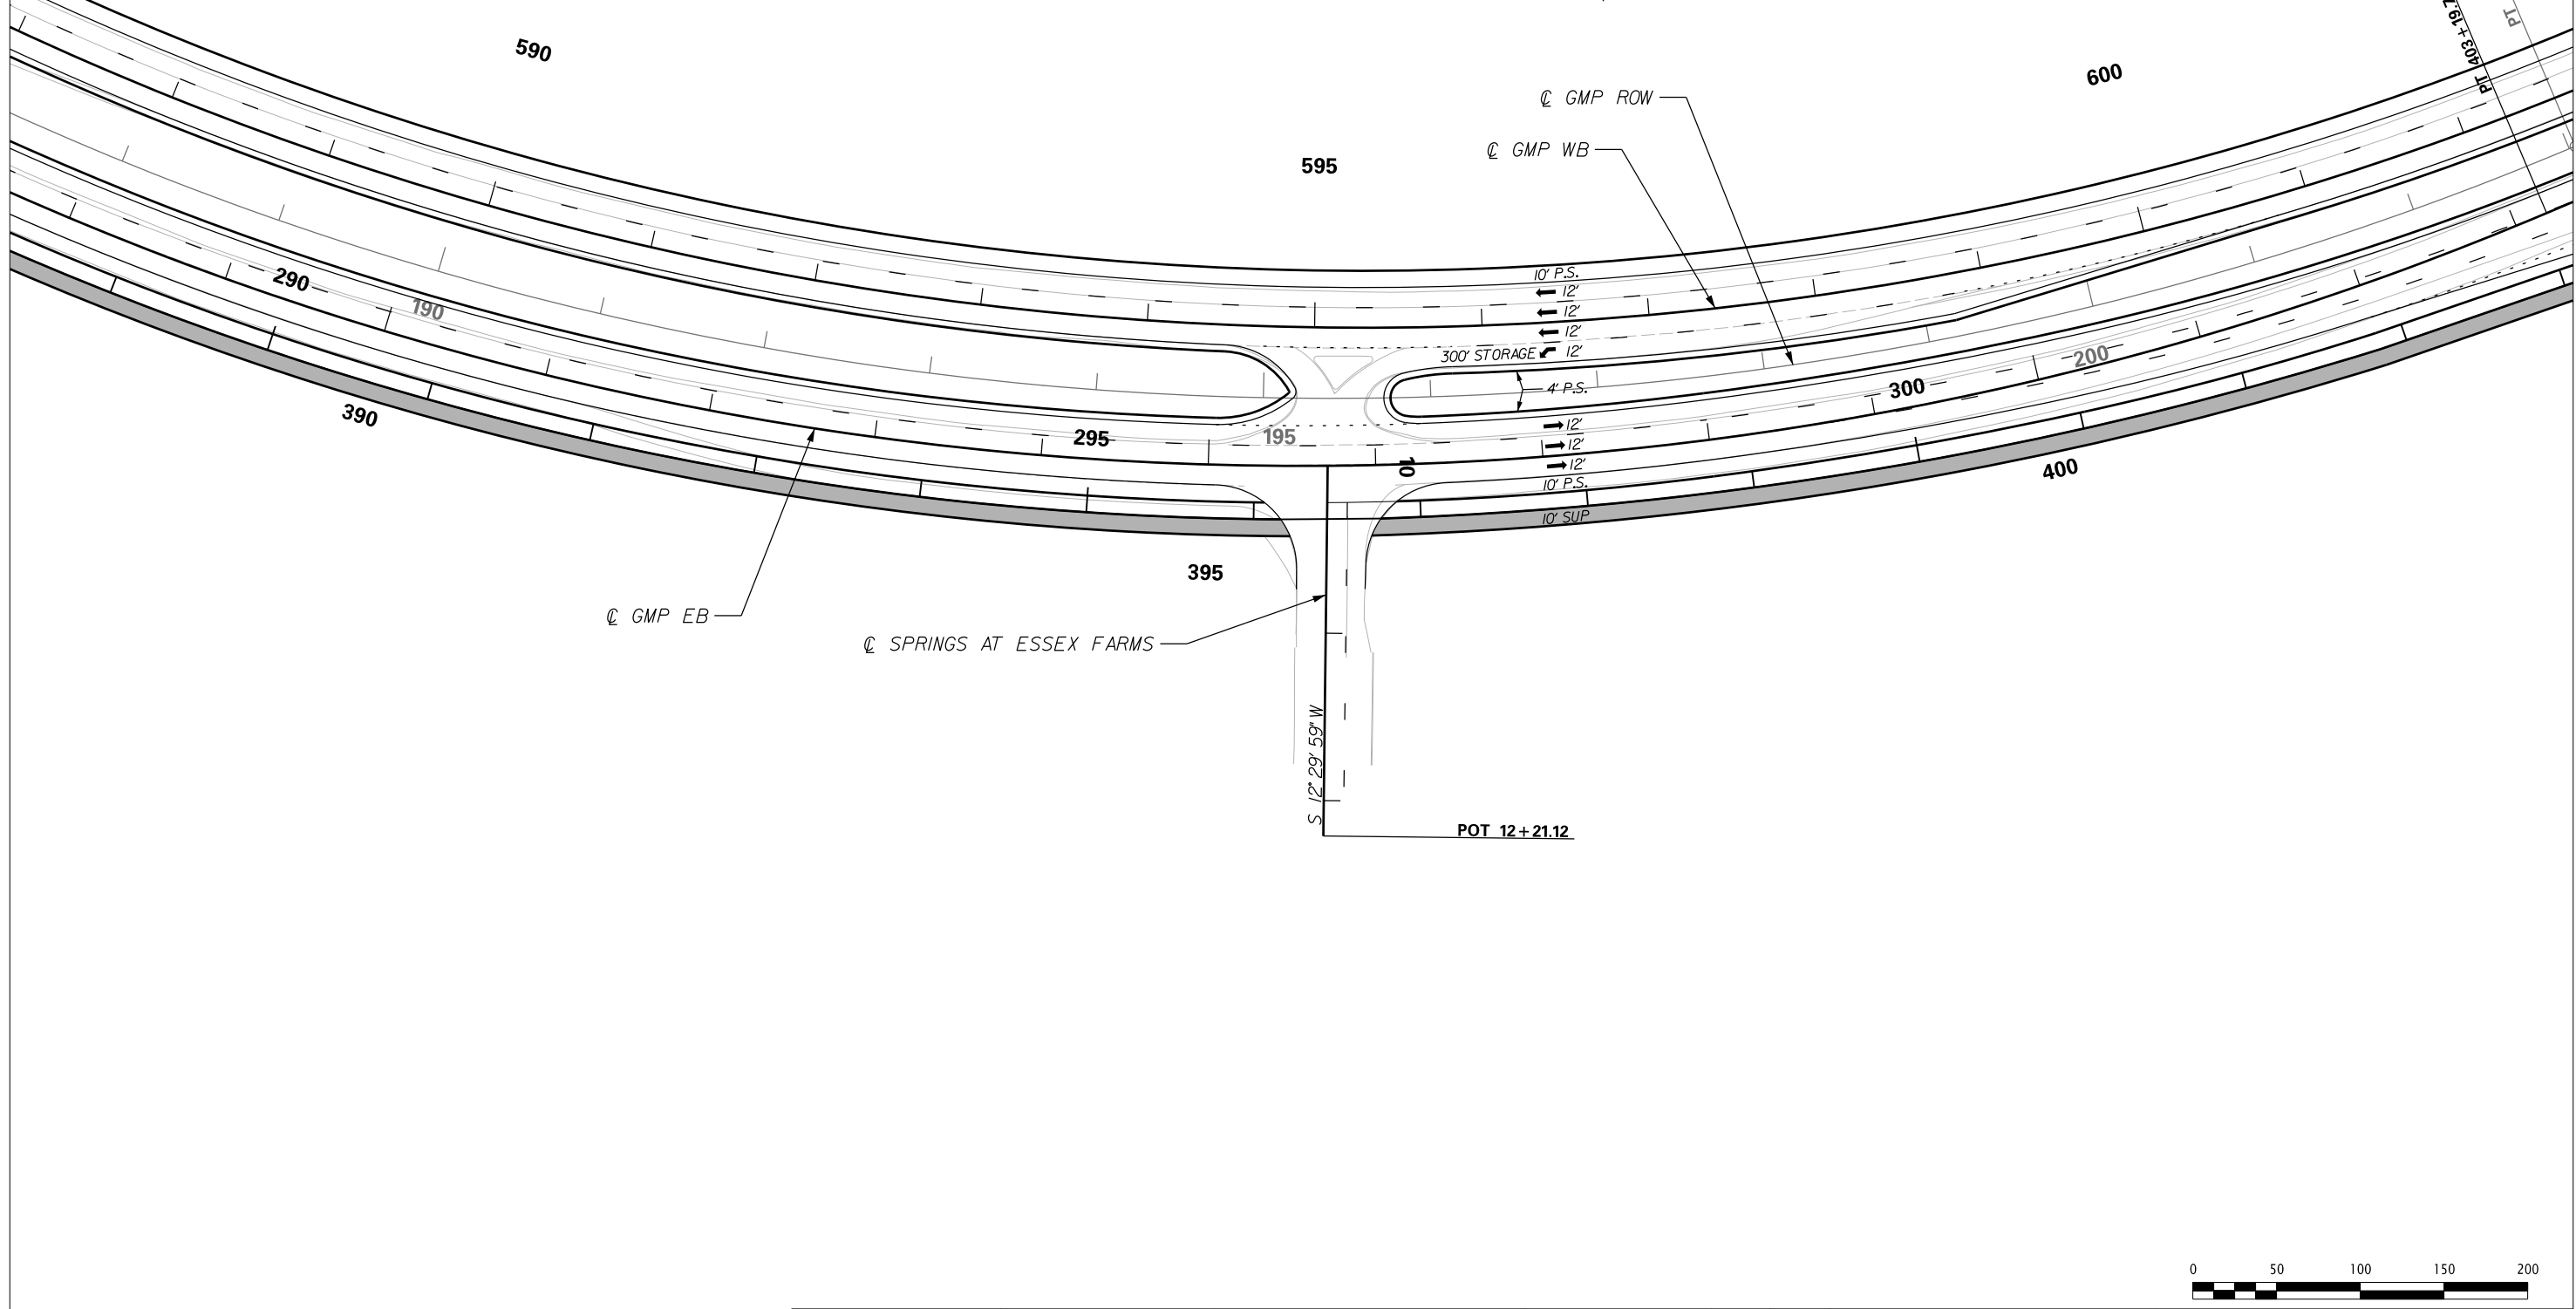 590
600
PT 403+19.7
PT
℄ GMP ROW
℄ GMP WB
595
10' P.S.
12'
12'
12'
300' STORAGE 12'
4' P.S.
290
190
200
300
12'
390
295
195
12'
10
12'
400
10' P.S.
10' SUP
395
℄ GMP EB
℄ SPRINGS AT ESSEX FARMS
S 12° 29' 59" W
POT 12+21.12
0 50 100 150 200